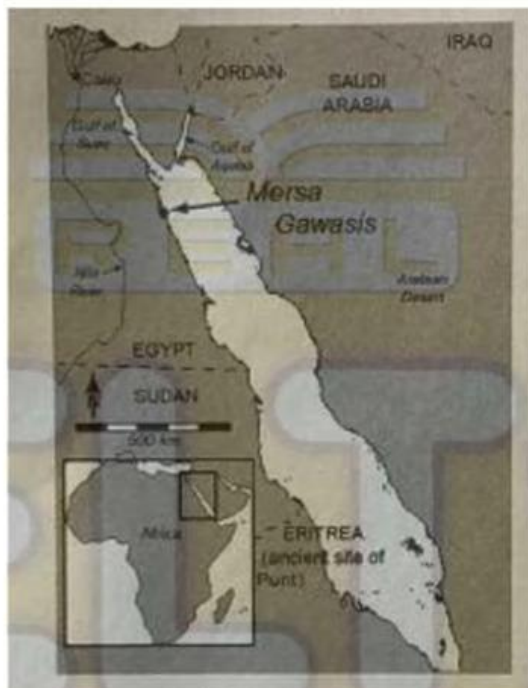 IRAQ
JORDAN
SAUDI
ARABIA
Cairo
Gulf of
Suez
Gulf of
Aqaba
Mersa
Gawasis
Nile
River
Arabian
Desert
EGYPT
SUDAN
500 km
Africa
ERITREA
(ancient site of
Punt)